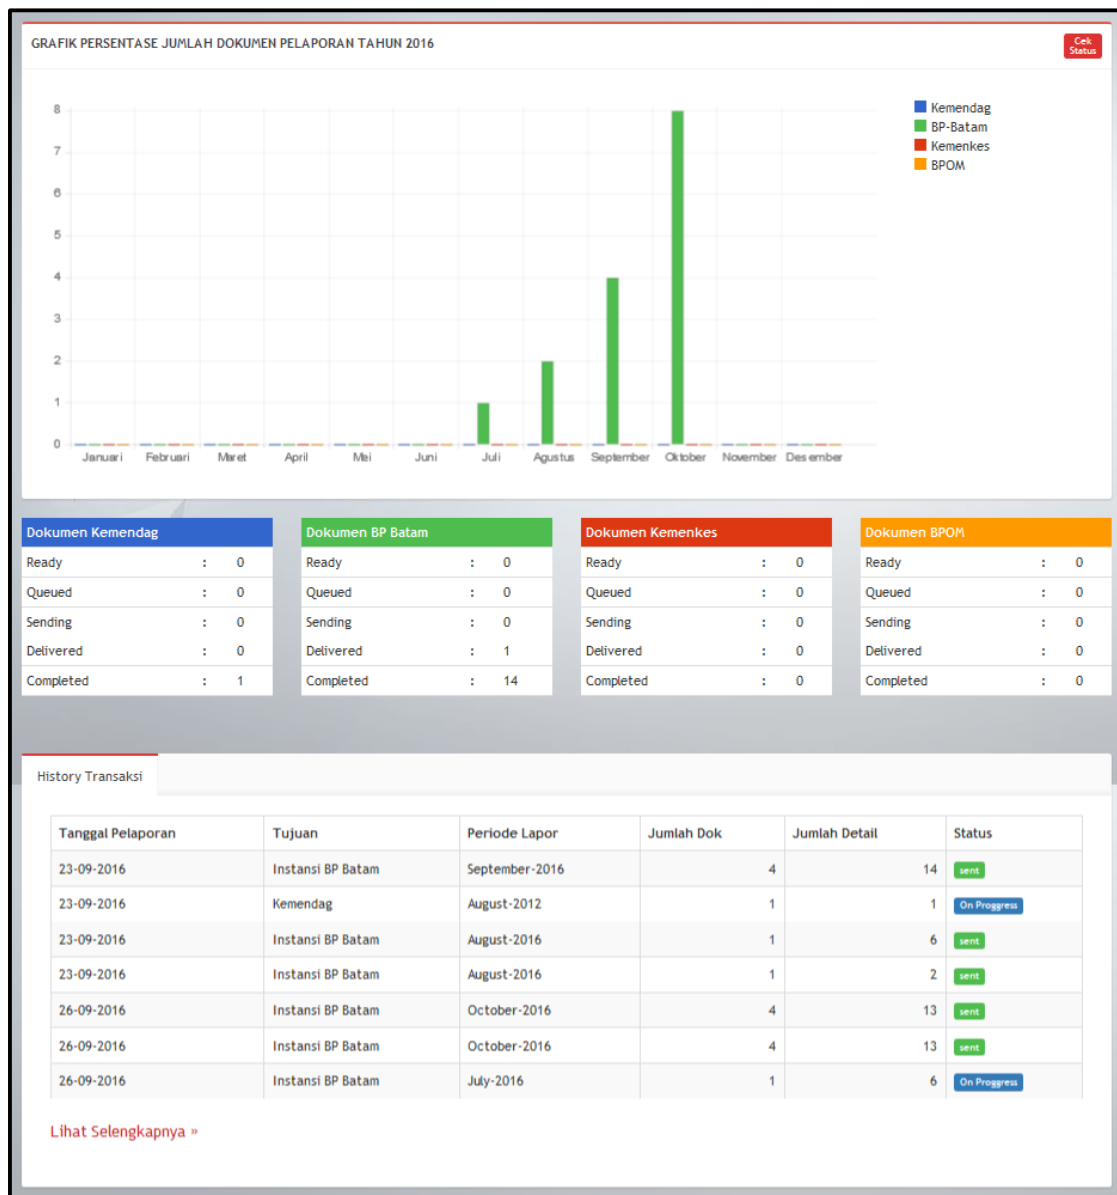 GRAFIK PERSENTASE JUMLAH DOKUMEN PELAPORAN TAHUN 2016
Cek
Status
8
7
6
5
4
3
2
1
0
Januari Februari Maret April Mei Juni Juli Agustus September Oktober November Desember
Kemendag
BP-Batam
Kemenkes
BPOM
Dokumen Kemendag
Ready : 0
Queued : 0
Sending : 0
Delivered : 0
Completed : 1
Dokumen BP Batam
Ready : 0
Queued : 0
Sending : 0
Delivered : 1
Completed : 14
Dokumen Kemenkes
Ready : 0
Queued : 0
Sending : 0
Delivered : 0
Completed : 0
Dokumen BPOM
Ready : 0
Queued : 0
Sending : 0
Delivered : 0
Completed : 0
History Transaksi
Tanggal Pelaporan Tujuan Periode Lapor Jumlah Dok Jumlah Detail Status
23-09-2016 Instansi BP Batam September-2016 4 14 sent
23-09-2016 Kemendag August-2012 1 1 On Proggress
23-09-2016 Instansi BP Batam August-2016 1 6 sent
23-09-2016 Instansi BP Batam August-2016 1 2 sent
26-09-2016 Instansi BP Batam October-2016 4 13 sent
26-09-2016 Instansi BP Batam October-2016 4 13 sent
26-09-2016 Instansi BP Batam July-2016 1 6 On Proggress
Lihat Selengkapnya »